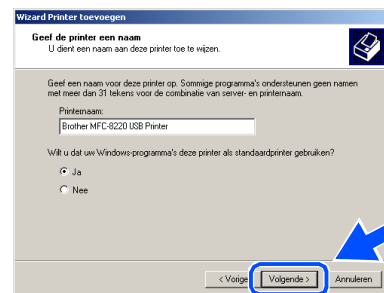 Wizard Printer toevoegen
Geef de printer een naam
U dient een naam aan deze printer toe te wijzen.
Geef een naam voor deze printer op. Sommige programma's ondersteunen geen namen
met meer dan 31 tekens voor de combinatie van server- en printernaam.
Printernaam:
Brother MFC-8220 USB Printer
Wilt u dat uw Windows-programma's deze printer als standaardprinter gebruiken?
Ja
Nee
< Vorige
Volgende >
Annuleren